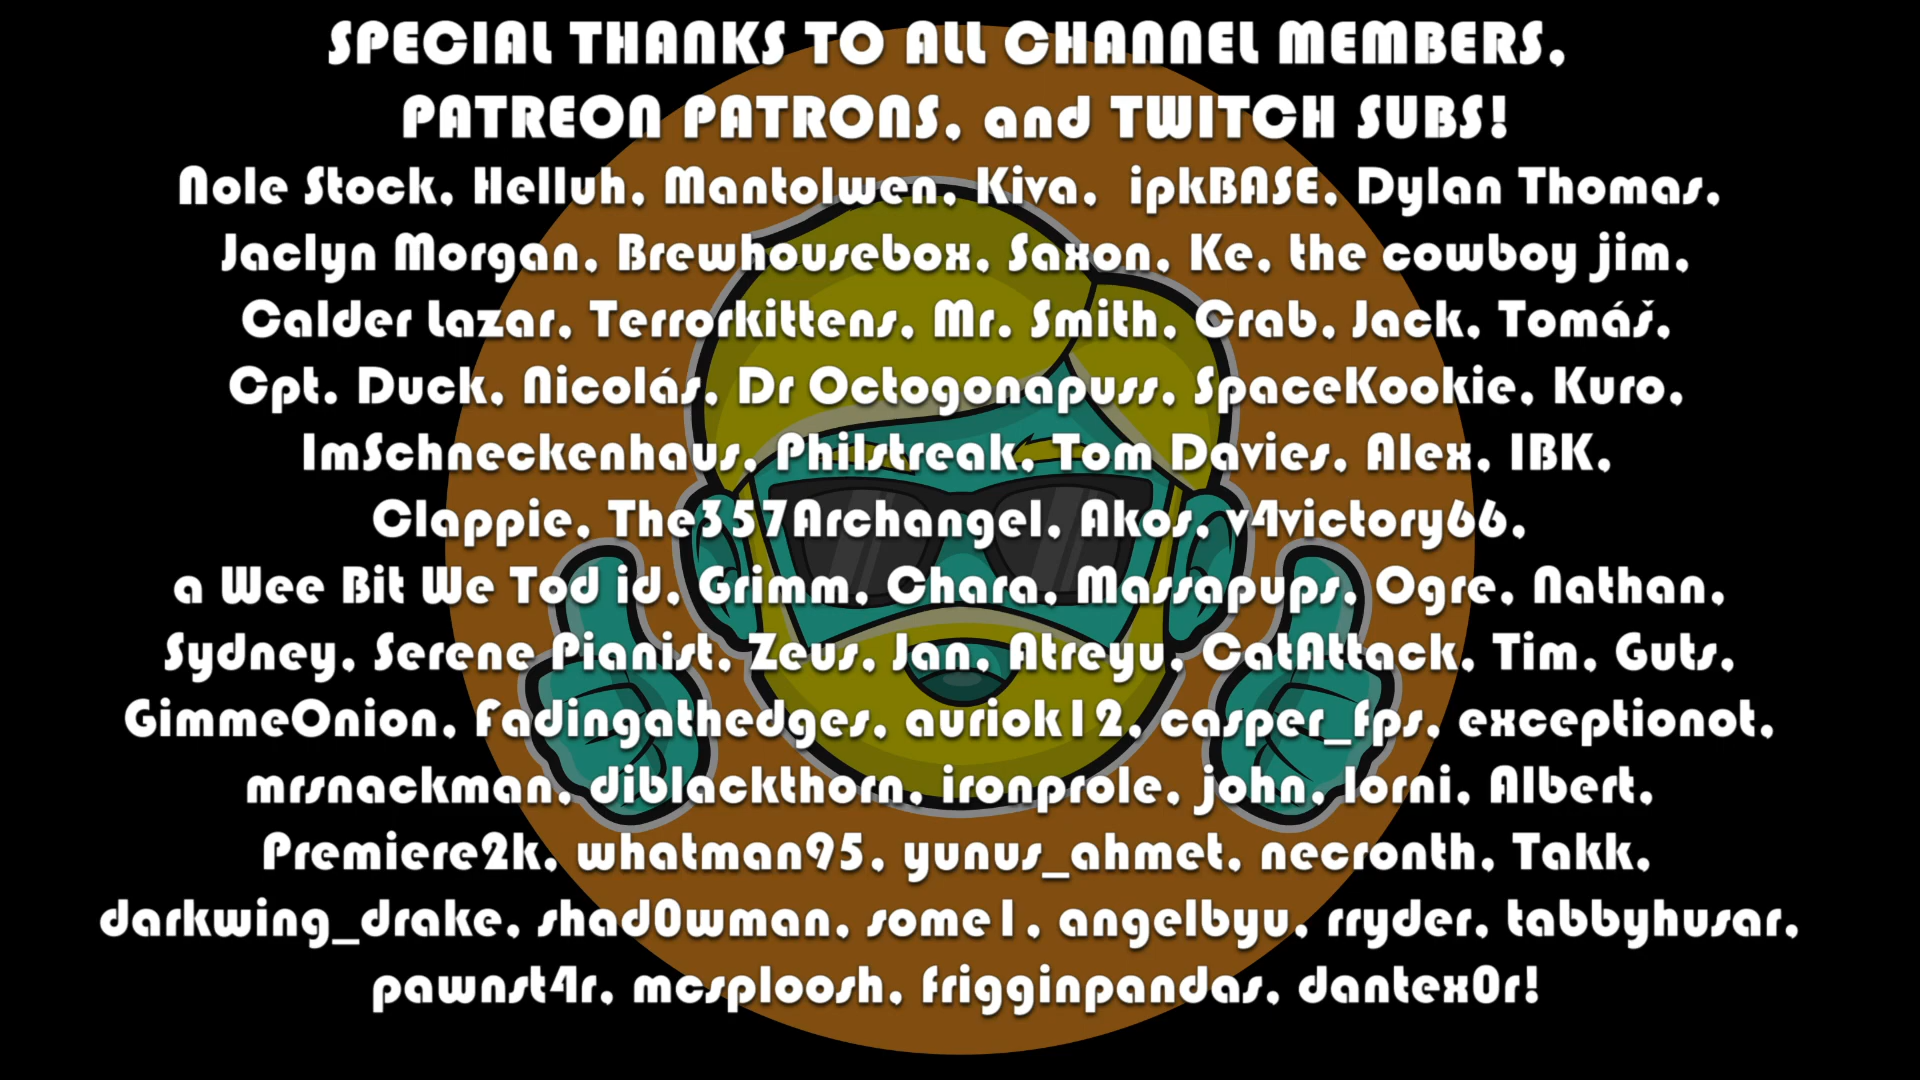 SPECIAL THANKS TO ALL CHANNEL MEMBERS,
PATREON PATRONS, and TWITCH SUBS!
Nole Stock, Helluh, Mantolwen, Kiva, ipkBASE, Dylan Thomas,
Jaclyn Morgan, Brewhousebox, Saxon, Ke, the cowboy jim,
Calder Lazar, Terrorkittens, Mr. Smith, Crab, Jack, Tomáš,
Cpt. Duck, Nicolás, Dr Octogonapuss, SpaceKookie, Kuro,
ImSchneckenhaus, Philstreak, Tom Davies, Alex, IBK,
Clappie, The357Archangel, Akos, v4victory66,
a Wee Bit We Tod id, Grimm, Chara, Massapups, Ogre, Nathan,
Sydney, Serene Pianist, Zeus, Jan, Atreyu, CatAttack, Tim, Guts,
GimmeOnion, Fadingathedges, auriok12, casper_fps, exceptionot,
mrsnackman, diblackthorn, ironprole, john, lorni, Albert,
Premiere2k, whatman95, yunus_ahmet, necronth, Takk,
darkwing_drake, shad0wman, some1, angelbyu, rryder, tabbyhusar,
pawnst4r, mcsploosh, frigginpandas, dantex0r!